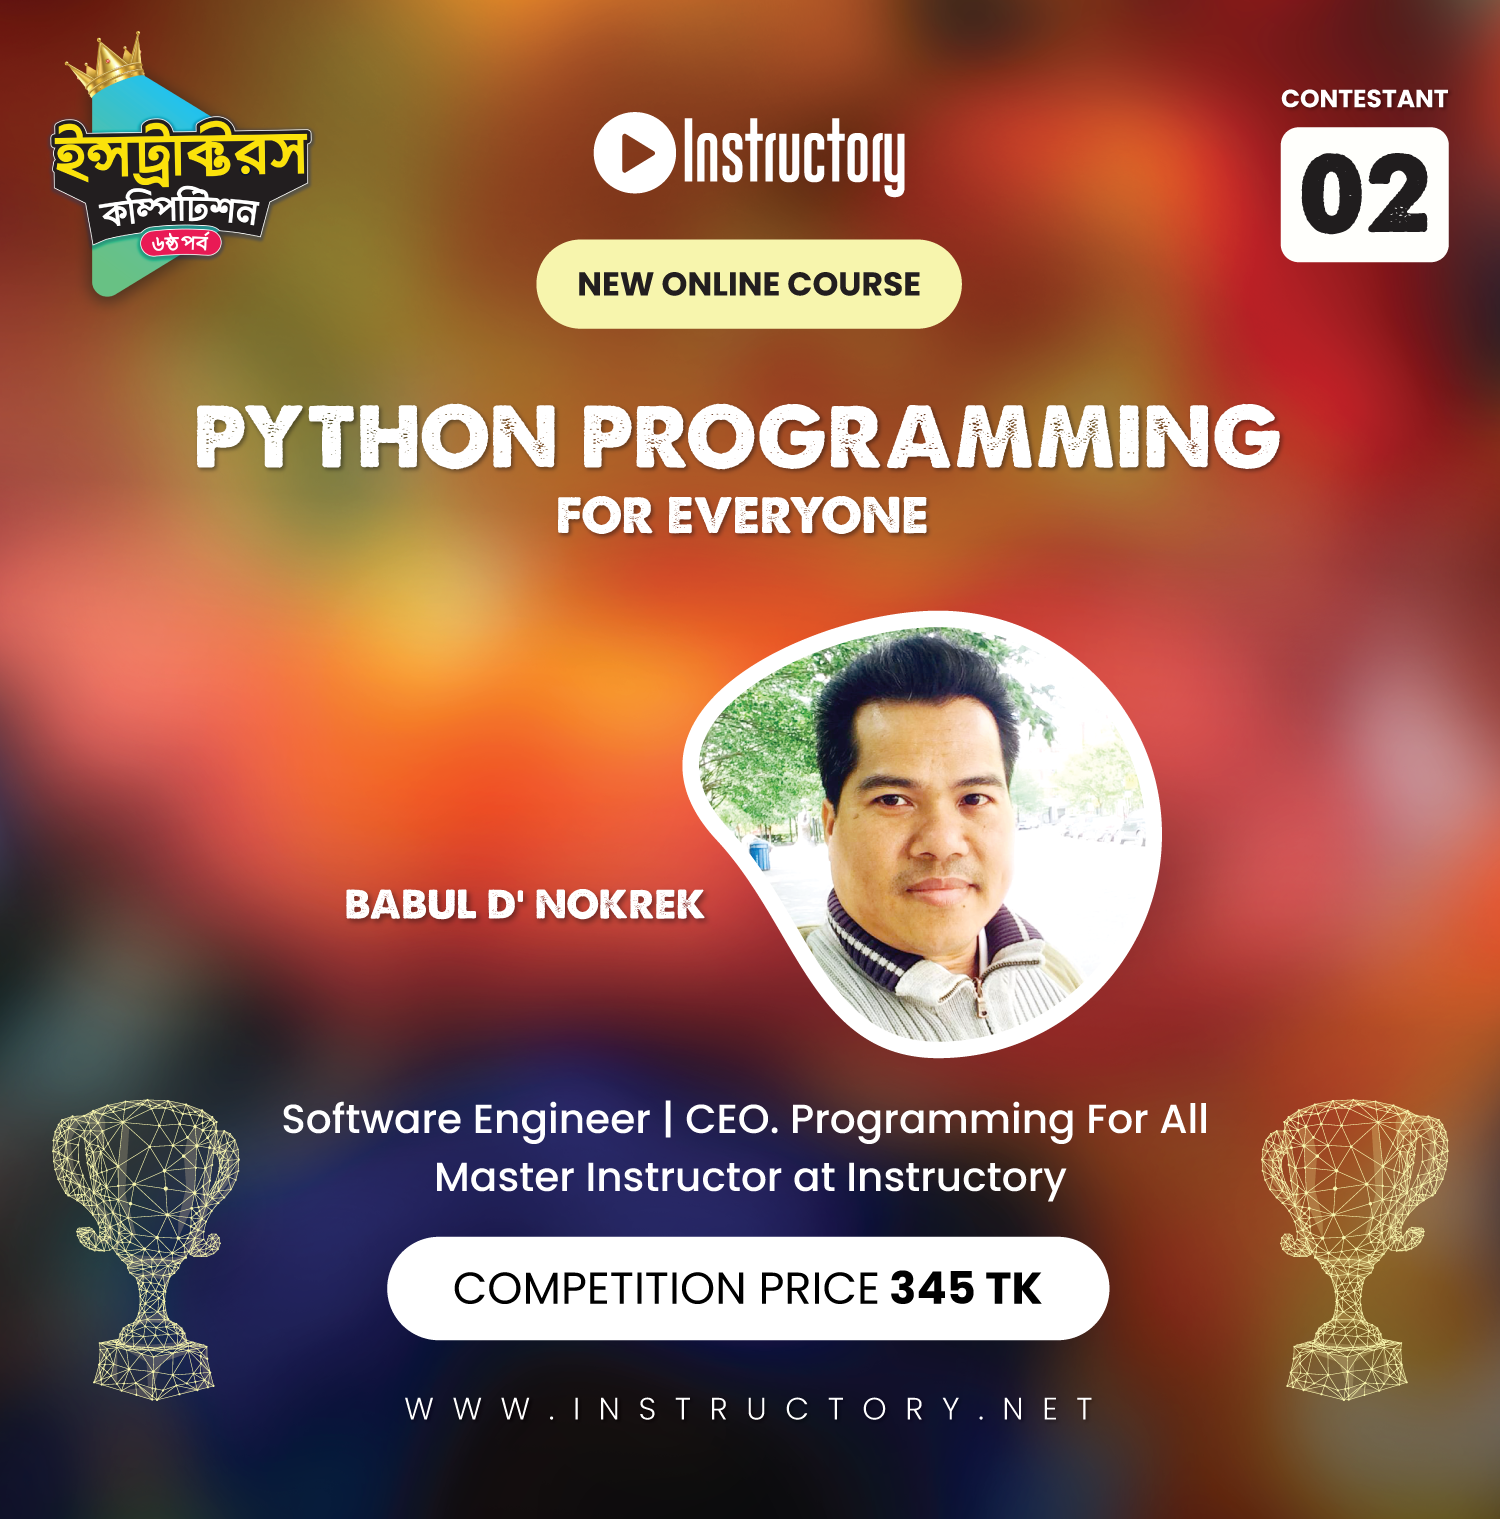 ইন্সট্রাক্টরস
কম্পিটিশন
৬ষ্ঠ পর্ব
Instructory
CONTESTANT
02
NEW ONLINE COURSE
PYTHON PROGRAMMING
FOR EVERYONE
BABUL D' NOKREK
Software Engineer | CEO. Programming For All
Master Instructor at Instructory
COMPETITION PRICE 345 TK
WWW.INSTRUCTORY.NET